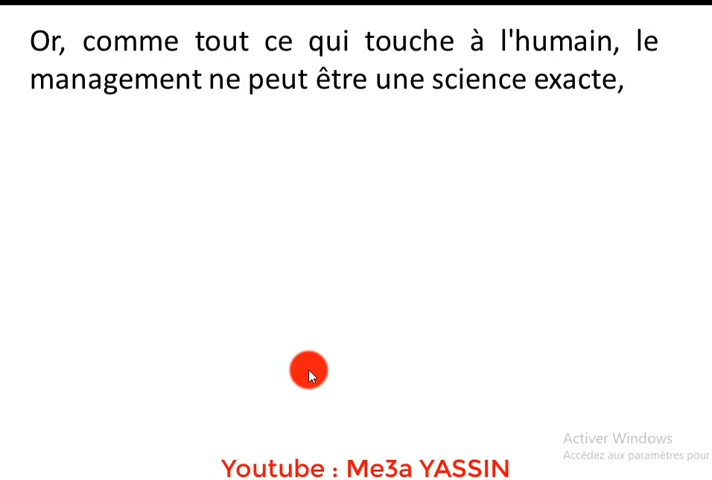 Or, comme tout ce qui touche à l'humain, le
management ne peut être une science exacte,
Activer Windows
Accédez aux paramètres pour
Youtube : Me3a YASSIN